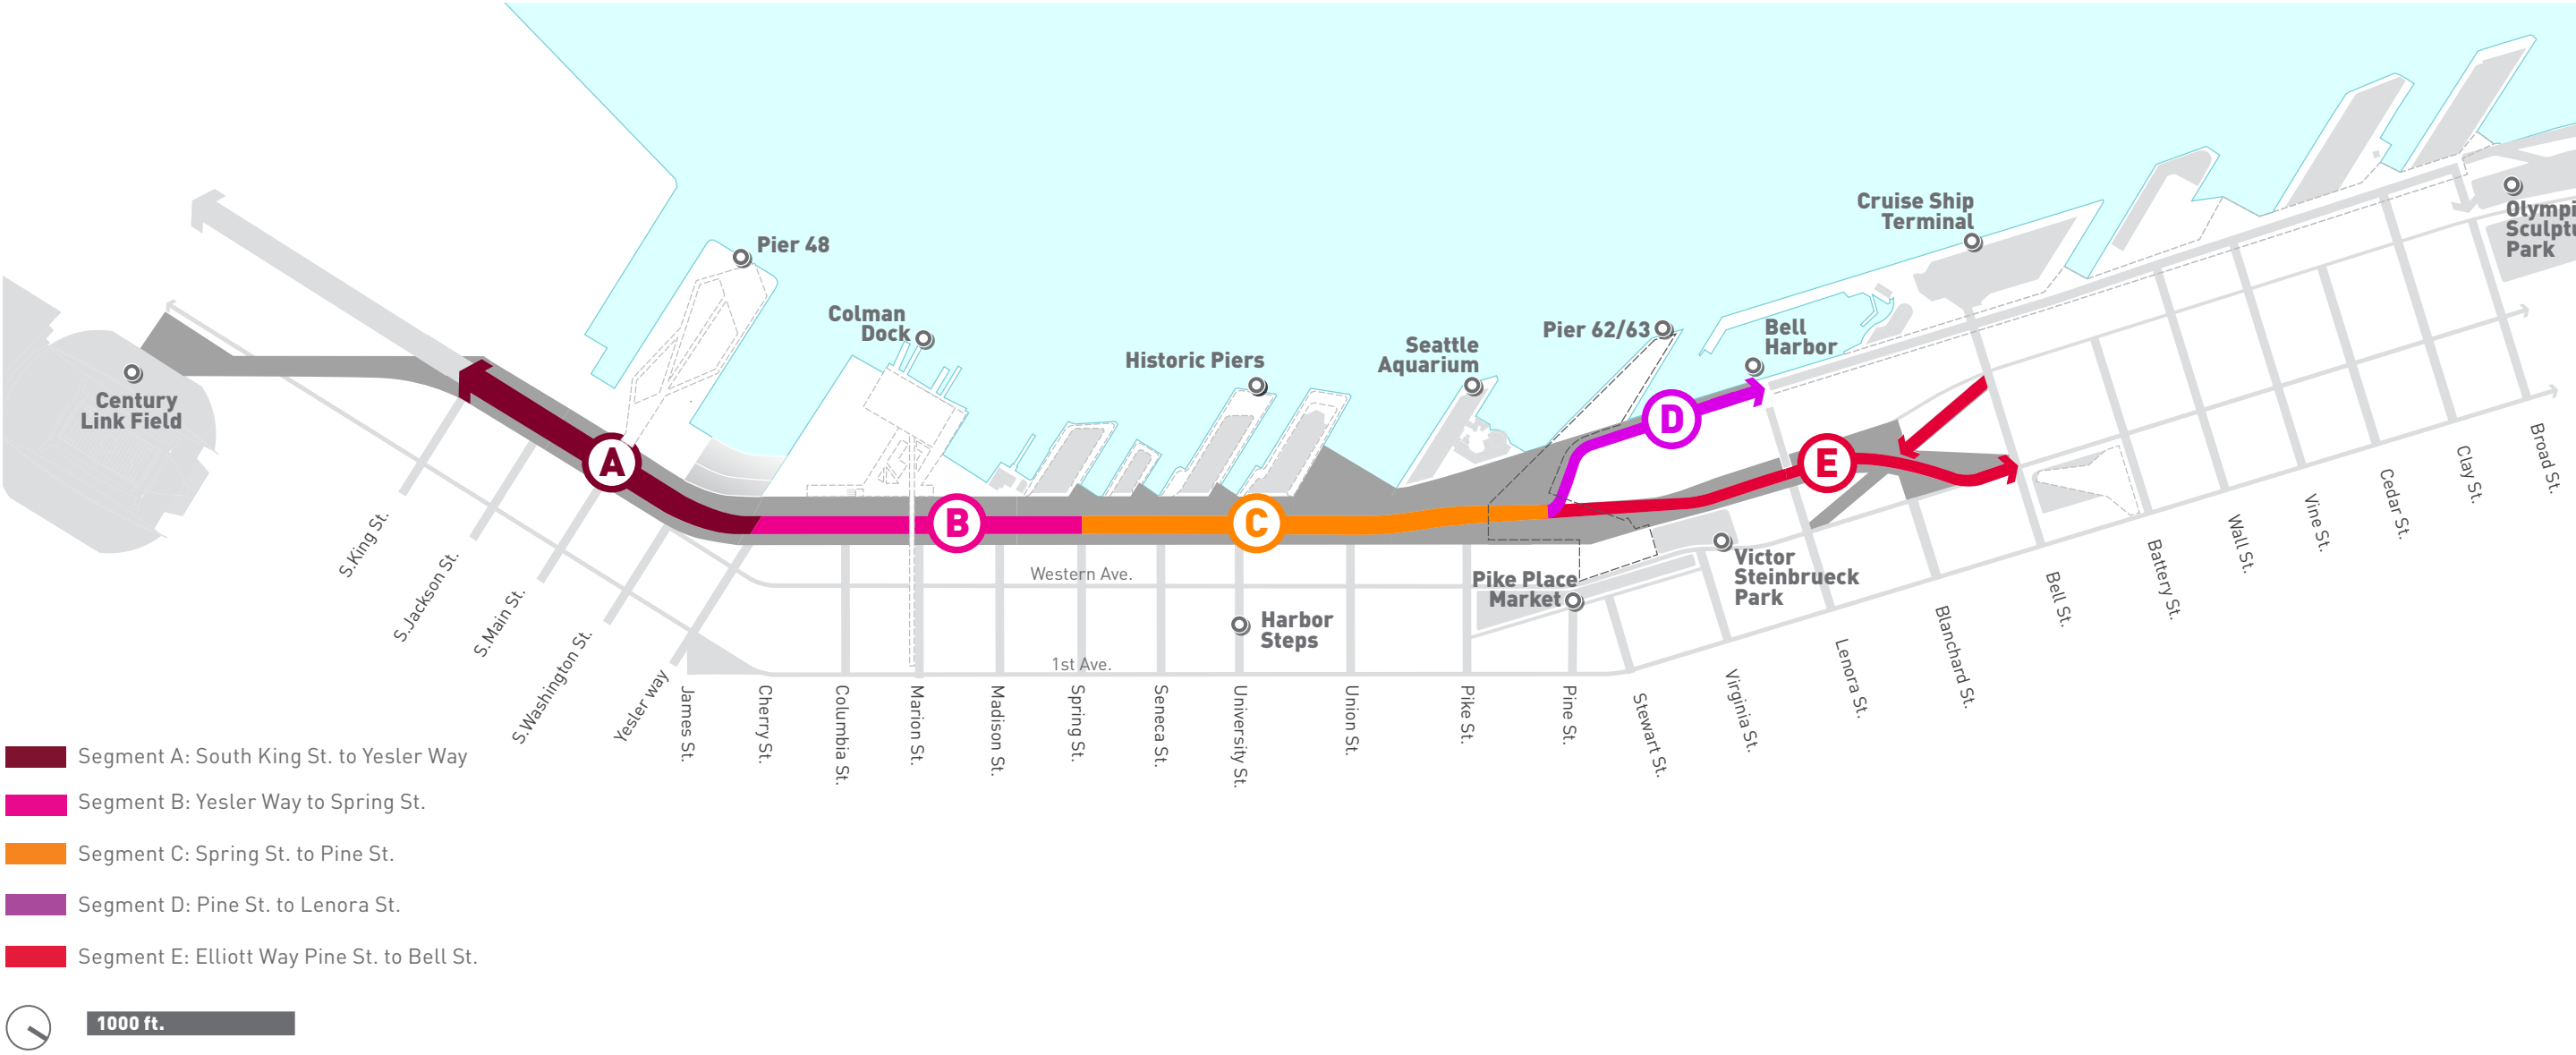 Cruise Ship
Terminal
Olympi
Sculptu
Park
Pier 48
Colman
Dock
Pier 62/63
Bell
Harbor
Seattle
Aquarium
Historic Piers
Century
Link Field
A
B
C
D
E
Western Ave.
1st Ave.
Harbor
Steps
Pike Place
Market
Victor
Steinbrueck
Park
S.King St.
S.Jackson St.
S.Main St.
S.Washington St.
Yesler way
James St.
Cherry St.
Columbia St.
Marion St.
Madison St.
Spring St.
Seneca St.
University St.
Union St.
Pike St.
Pine St.
Stewart St.
Virginia St.
Lenora St.
Blanchard St.
Bell St.
Battery St.
Wall St.
Vine St.
Cedar St.
Clay St.
Broad St.
Segment A: South King St. to Yesler Way
Segment B: Yesler Way to Spring St.
Segment C: Spring St. to Pine St.
Segment D: Pine St. to Lenora St.
Segment E: Elliott Way Pine St. to Bell St.
1000 ft.